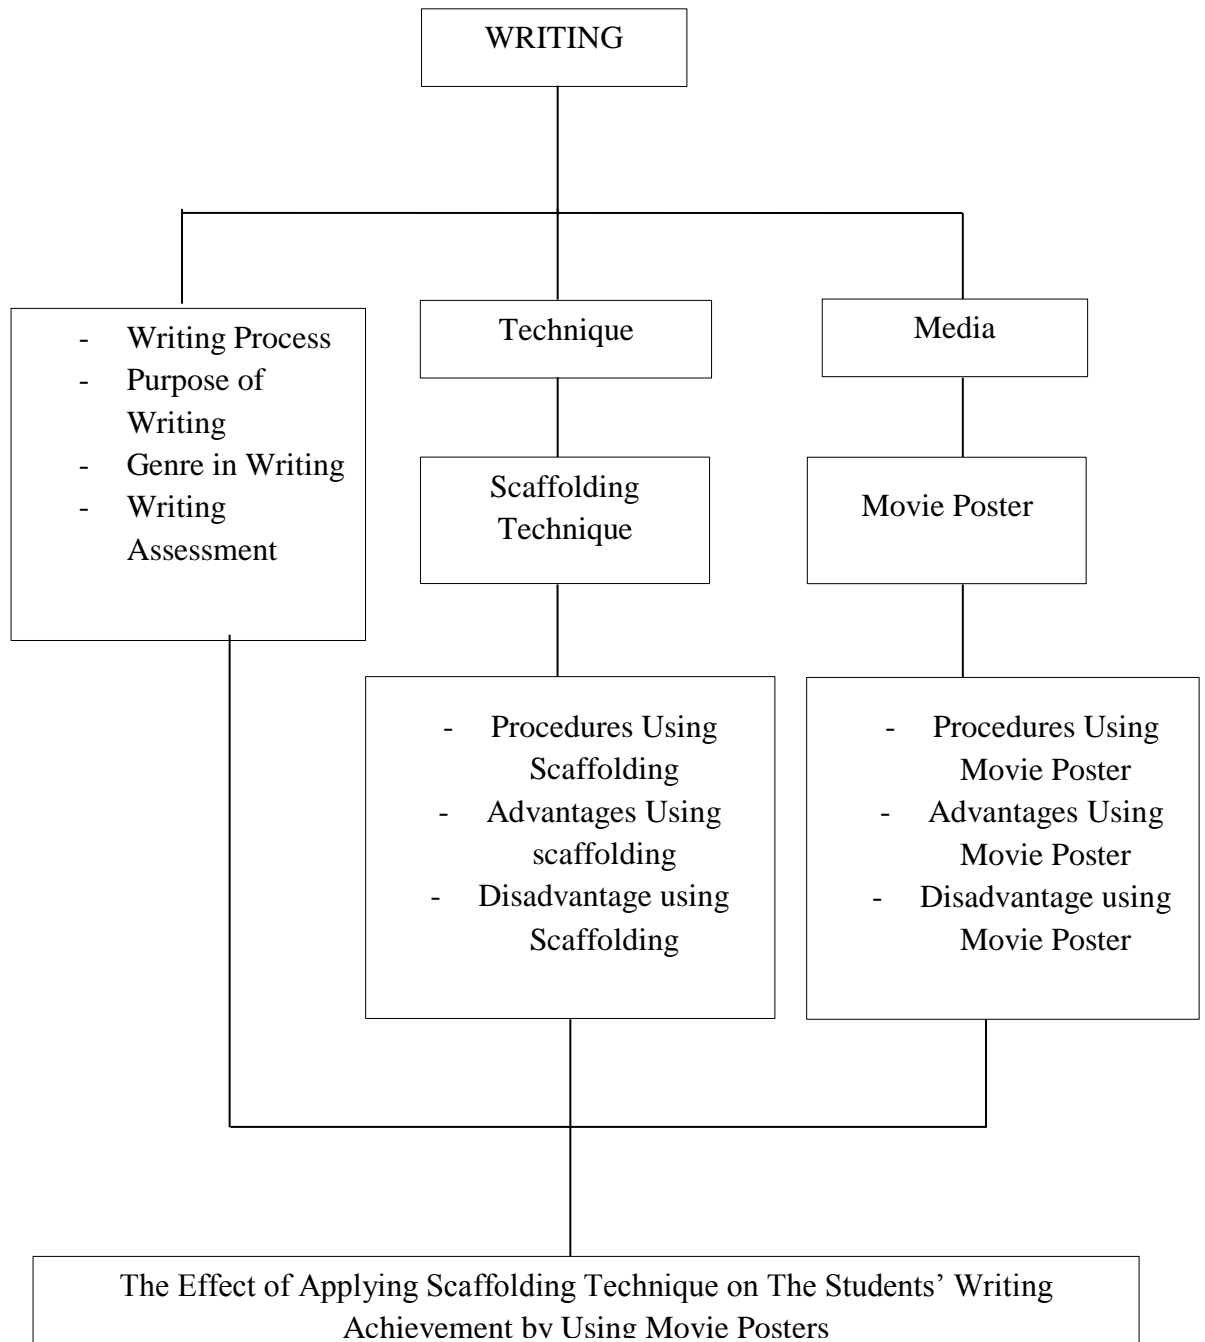 WRITING
- Writing Process
- Purpose of
Writing
- Genre in Writing
- Writing
Assessment
Technique
Media
Scaffolding
Technique
Movie Poster
- Procedures Using
Scaffolding
- Advantages Using
scaffolding
- Disadvantage using
Scaffolding
- Procedures Using
Movie Poster
- Advantages Using
Movie Poster
- Disadvantage using
Movie Poster
The Effect of Applying Scaffolding Technique on The Students’ Writing
Achievement by Using Movie Posters